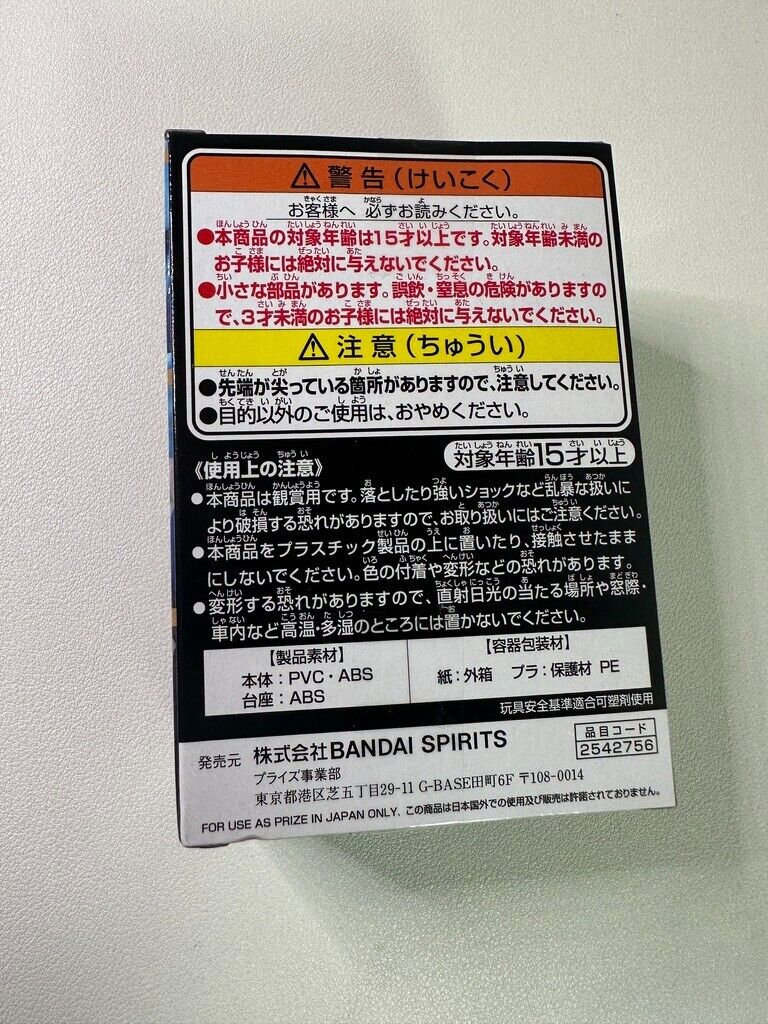 ⚠警告(けいこく)
お客様へ 必ずお読みください。
●本商品の対象年齢は15才以上です。対象年齢未満の
お子様には絶対に与えないでください。
●小さな部品があります。誤飲・窒息の危険がありますの
で、3才未満のお子様には絶対に与えないでください。
⚠注意(ちゅうい)
●先端が尖っている箇所がありますので、注意してください。
●目的以外のご使用は、おやめください。
対象年齢15才以上
《使用上の注意》
●本商品は観賞用です。落としたり強いショックなど乱暴な扱いに
より破損する恐れがありますので、お取り扱いにはご注意ください。
●本商品をプラスチック製品の上に置いたり、接触させたまま
にしないでください。色の付着や変形などの恐れがあります。
●変形する恐れがありますので、直射日光の当たる場所や窓際・
車内など高温・多湿のところには置かないでください。
【製品素材】
本体:PVC・ABS
台座:ABS
【容器包装材】
紙:外箱 プラ:保護材 PE
玩具安全基準適合可塑剤使用
発売元 株式会社BANDAI SPIRITS
プライズ事業部
東京都港区芝五丁目29-11 G-BASE田町6F 〒108-0014
品目コード
2542756
FOR USE AS PRIZE IN JAPAN ONLY. この商品は日本国外での使用及び販売は許諾されておりません。